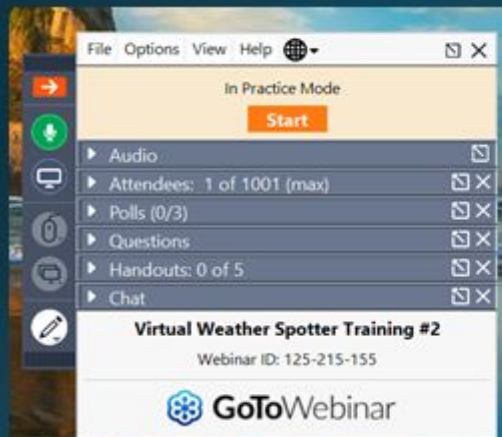 File Options View Help
In Practice Mode
Start
Audio
Attendees: 1 of 1001 (max)
Polls (0/3)
Questions
Handouts: 0 of 5
Chat
Virtual Weather Spotter Training #2
Webinar ID: 125-215-155
GoToWebinar